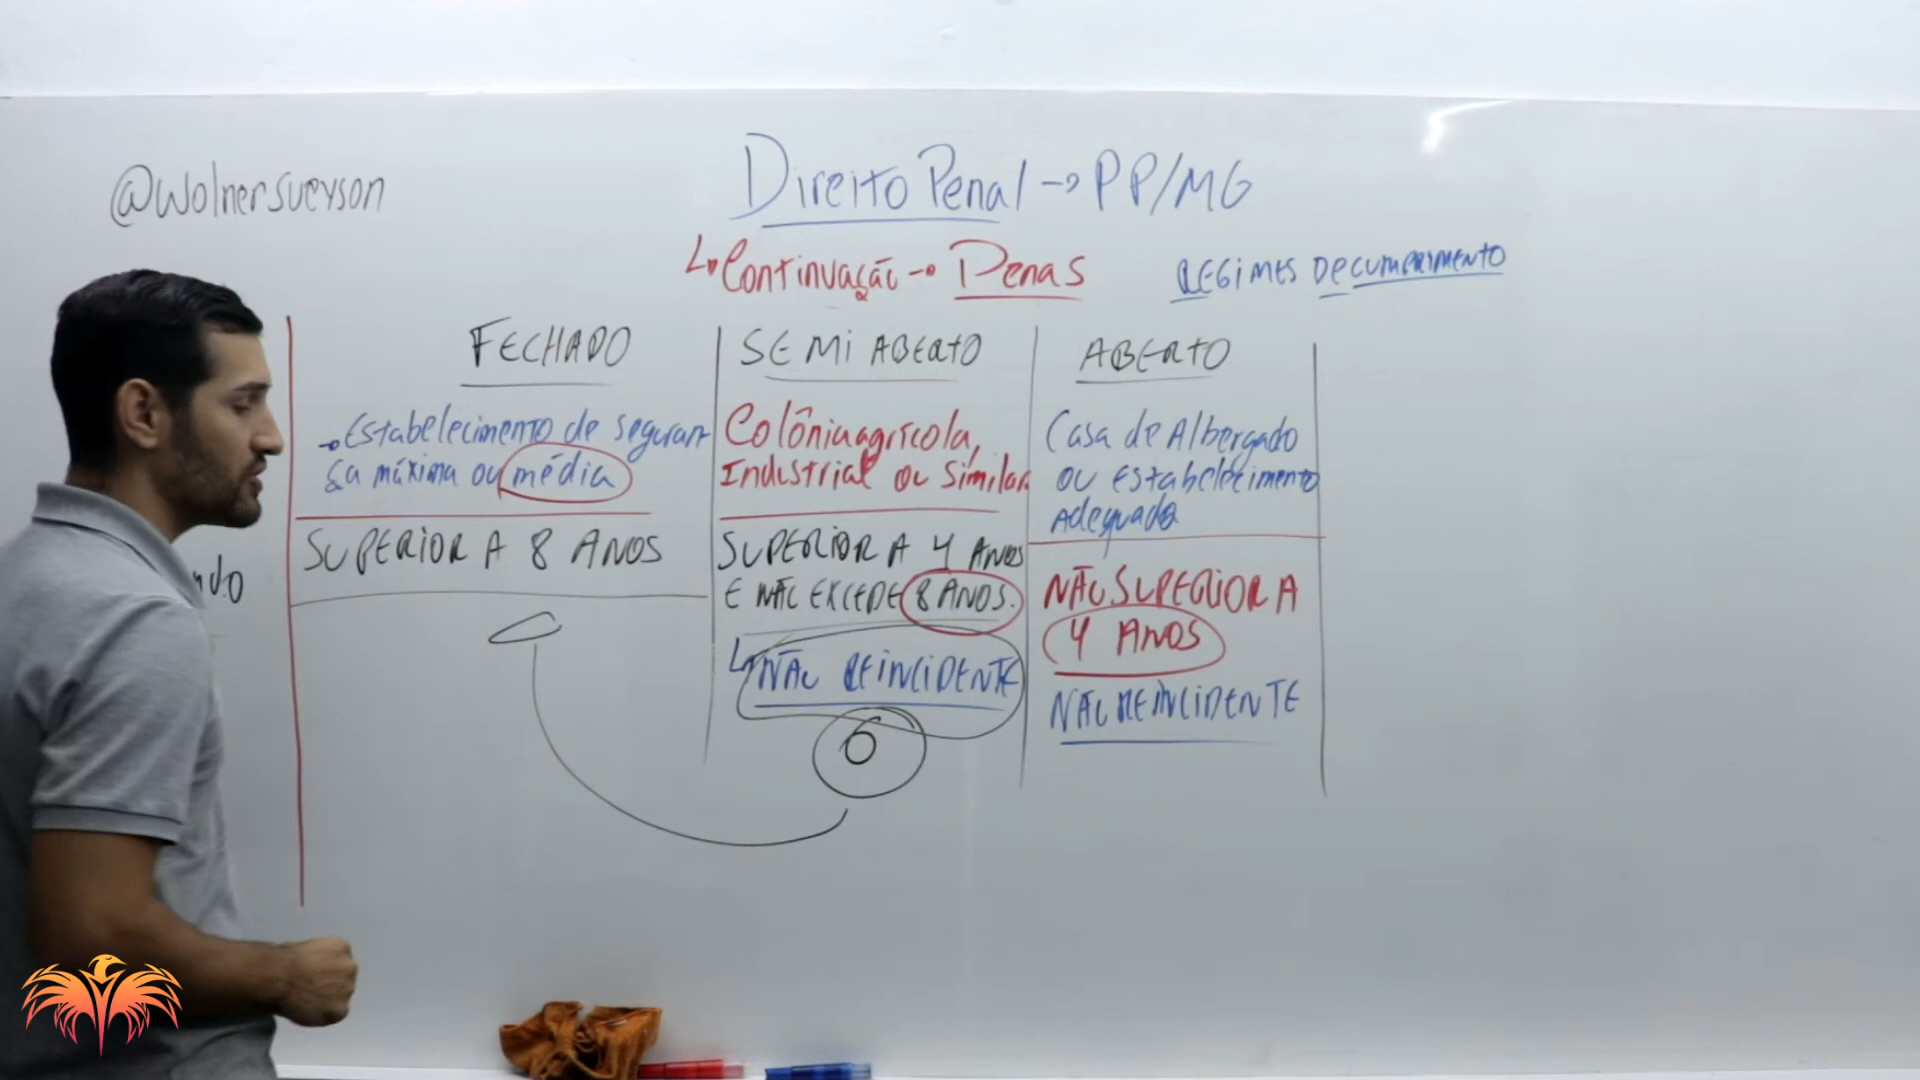 @wolnersueyson
Direito Penal → PP/MG
↳ Continuação → Penas
REGIMES DE CUMPRIMENTO
FECHADO
→ Estabelecimento de seguran
ça máxima ou média
SUPERIOR A 8 ANOS
SEMI ABERTO
Colônia agrícola,
Industrial ou Similar
SUPERIOR A 4 ANOS
E NÃO EXCEDE 8 ANOS.
↳ NÃO REINCIDENTE
6
ABERTO
Casa de Albergado
ou Estabelecimento
Adequado
NÃO SUPERIOR A
4 ANOS
NÃO REINCIDENTE
ndo